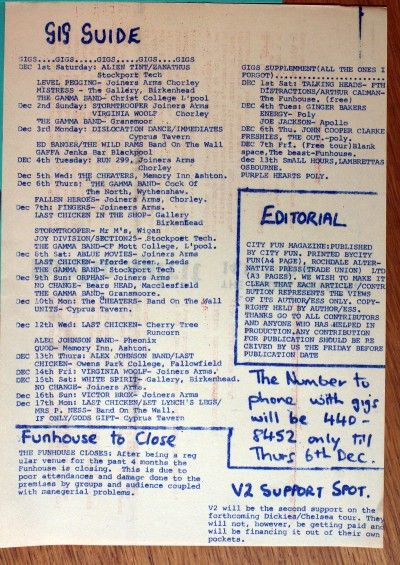 GIG GUIDE
GIGS....GIGS....GIGS....GIGS....GIGS
DEC 1st Saturday: ALIEN TINT/ZANATHUS
Stockport Tech
LEVEL PEGGING- Joiners Arms Chorley
MISTRESS - The Gallery, Birkenhead
THE GAMMA BAND- Christ College L'pool
Dec 2nd Sunday: STORMTROOPER Joiners Arms
VIRGINIA WOOLF Chorley
THE GAMMA BAND- Granemoore
Dec 3rd Monday: DISLOCATION DANCE/IMMEDIATES
Cyprus Tavern
ED BANGER/THE WILD RAMS Band On The Wall
GAFFA Jenks Bar Blackpool
DEC 4th Tuesday: RUN 299, Joiners Arms
Chorley
Dec 5th Wed: THE CHEATERS, Memory Inn Ashton.
Dec 6th Thurs: THE GAMMA BAND- Cock Of
The North, Wythenshaw.
FALLEN HEROES- Joiners Arms, Chorley.
Dec 7th: FINGERS- Joiners Arms-
LAST CHICKEN IN THE SHOP- Gallery
Birkenhead
STORMTROOPER- Mr M's, Wigan
JOY DIVISION/SECTION25- Stockpoet Tech.
THE GAMMA BAND-CF Mott College, L'pool.
Dec 6th Sat: ABLUE MOVIES- Joiners Arms
LAST CHICKEN- Fforde Green, Leeds
THE GAMMA BAND- Stockport Tech
Dec 9th Sun: ORPHAN- Joiners Arms
NO CHANGE- Bears Head, Macclesfield
THE GAMMA BAND- Granmoore.
Dec 10th Mon: The CHEATERS- Band On The Wall
UNITS- Cyprus Tavern.
Dec 12th Wed: LAST CHICKEN- Cherry Tree
Runcorn
ALEC JOHNSON BAND- Pheonix
QUOD- Memory Inn, Ashton.
DEC 13th Thurs: ALEX JOHNSON BAND/LAST
CHICKEN- Owens Park College, Fallowfield
DEC 14th Fri: VIRGINIA WOOLF- Joiners Arms.
DEC 15th Sat: WHITE SPIRIT- Gallery, Birkenhead.
NO CHANGE- Joiners Arms.
Dec 16th Sun: VICTOR BROX- Joiners Arms
Dec 17th Mon: LAST CHICKEN/1ST LYNCH'S LEGS/
MRS P. NESS- Band On The Wall.
IF ONLY/GODS GIFT- Cyprus Tavern
Funhouse to Close
THE FUNHOUSE CLOSES: After being a reg
ular venue for the past 4 months the
Funhouse is closing. This is due to
poor attendances and damage done to the
premises by groups and audience coupled
with manegerial problems.
GIGS SUPPLEMMENT(ALL THE ONES I
FORGOT)
DEC 1st Sat: TALKING HEADS- FTH
DISTRACTIONS/ARTHUR CADMAN-
The Funhouse. (free)
DEC 4th Tues: GINGER BAKERS
ENERGY- Poly
JOE JACKSON- Apollo
DEC 6th Thu. JOHN COOPER CLARKE
FRESHIES, THE OUT.-poly.
DEC 7th Fri. (free tour)Blank
Space,The beast-Funhouse.
dec 13th SMALL HOURS,LAMBRETTAS
OSBOURNE.
PURPLE HEARTS POLY.
EDITORIAL
CITY FUN MAGAZINE:PUBLISHED
BY CITY FUN. PRINTED BYCITY
FUN(A4 PAGE), ROCHDALE ALTER-
NATIVE PRESS(TRADE UNION) LTD
(A3 PAGES). WE WISH TO MAKE IT
CLEAR THAT EACH ARTICLE /CONTR
BUTION REPRESENTS THE VIEWS
OF ITS AUTHOR/ESS ONLY. COPY-
RIGHT HELD BY AUTHOR/ESS.
THANKS GO TO ALL CONTRIBUTORS
AND ANYONE WHO HAS HELPED IN
PRODUCTION.ANY CONTRIBUTION
FOR PUBLICATION SHOULD BE RE
CEIVED BY US THE FRIDAY BEFORE
PUBLICATION DATE
The Number to
phone with gigs
will be 440-
8452 only till
Thurs 6th Dec.
V2 SUPPORT SPOT.
V2 will be the second support on the
forthcoming Dickies/Chelsea tour. They
will not, however, be getting paid and
will be financing it out of their own
pockets.